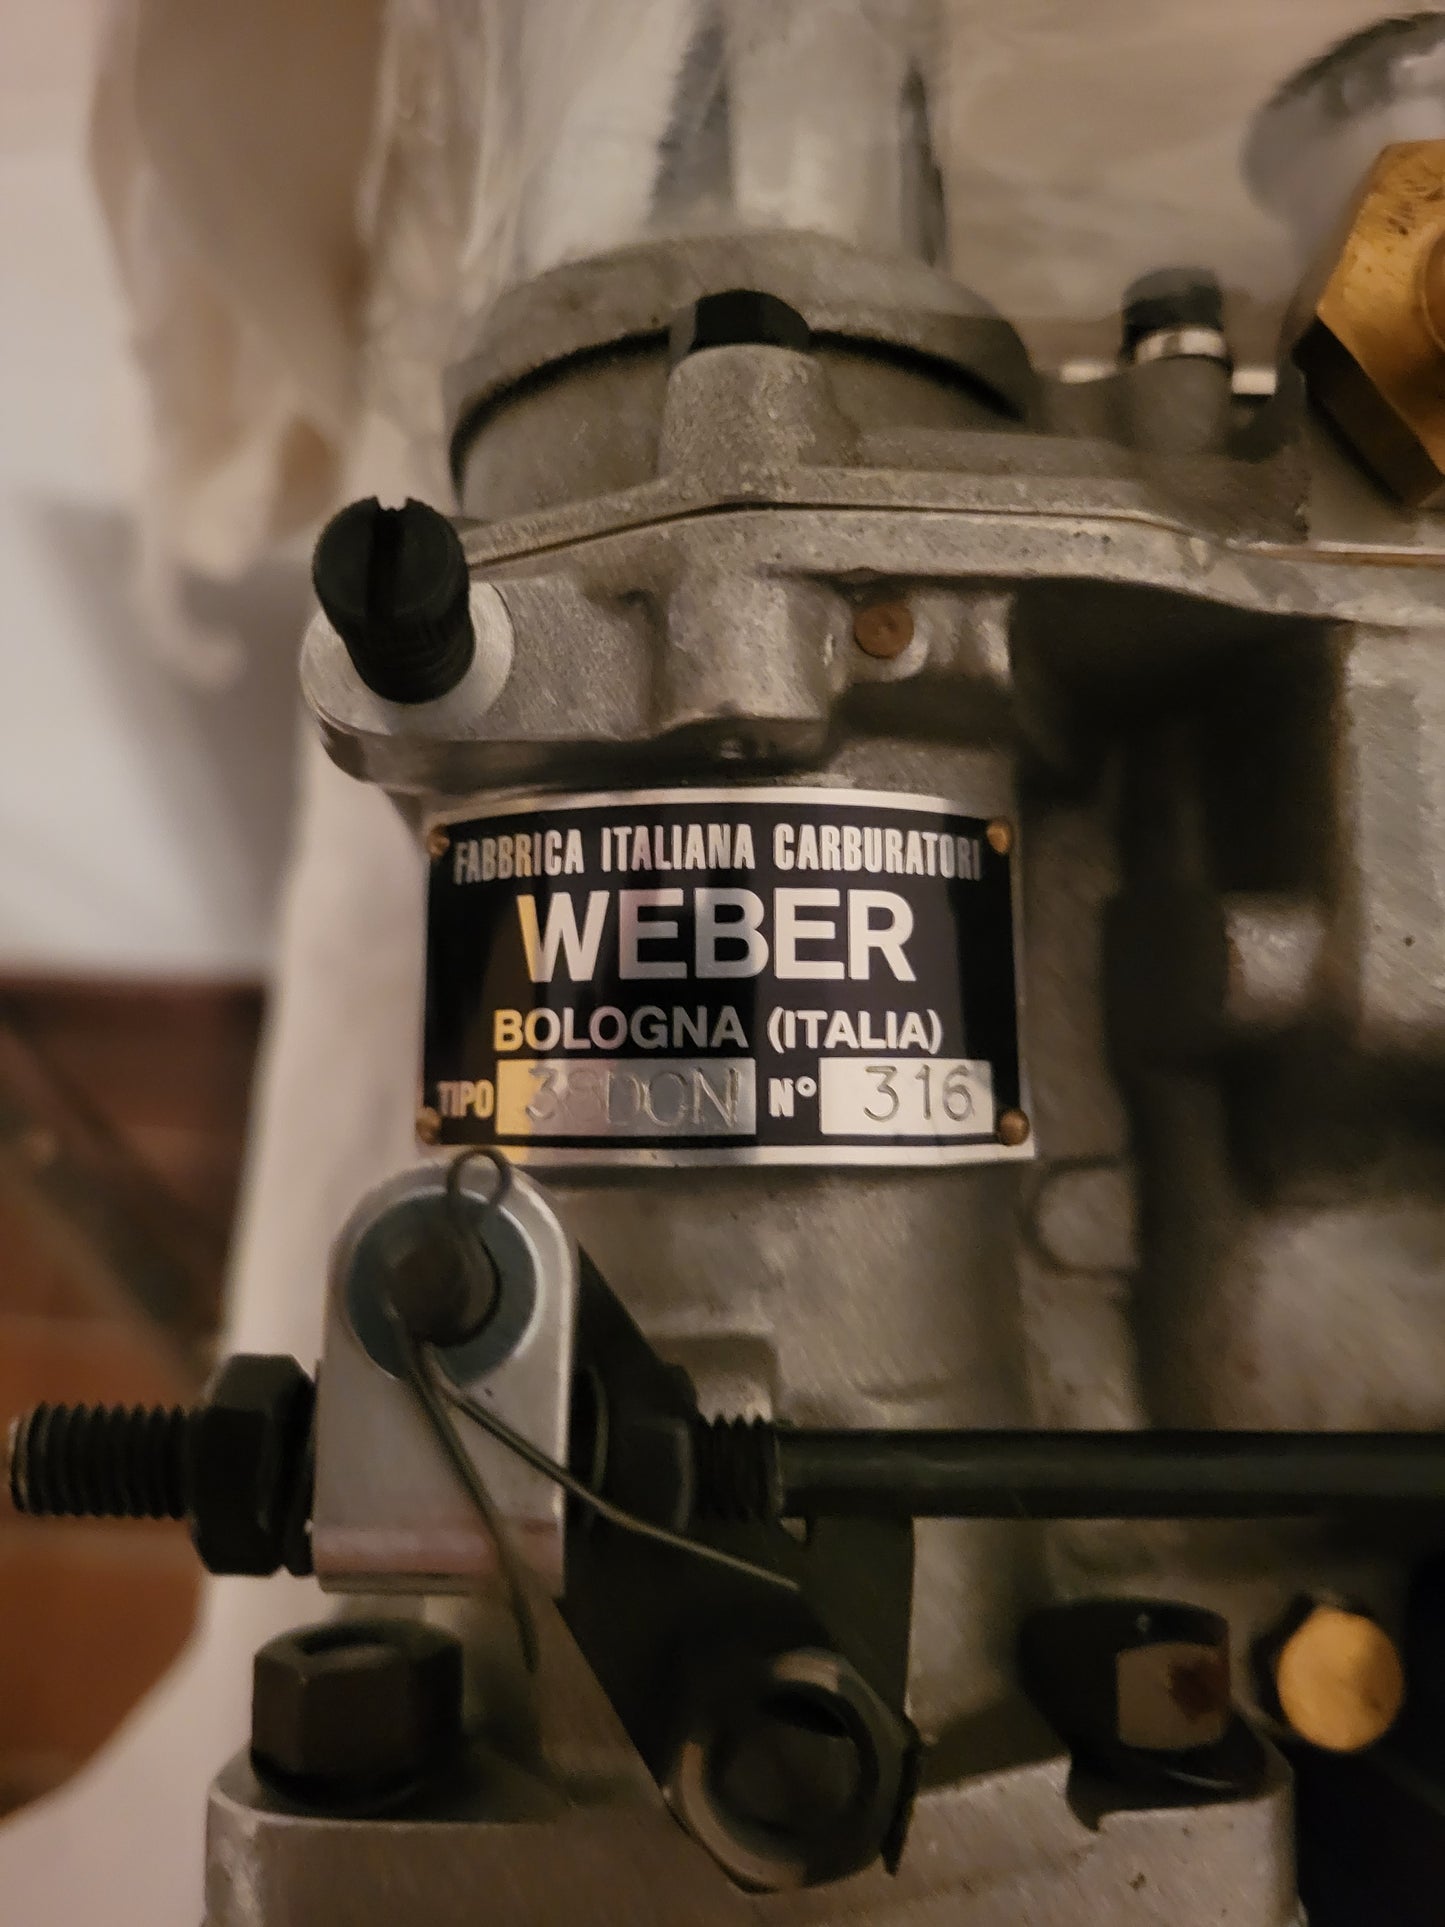 FABBRICA ITALIANA CARBURATORI
WEBER
BOLOGNA (ITALIA)
TIPO 38DCN N° 316